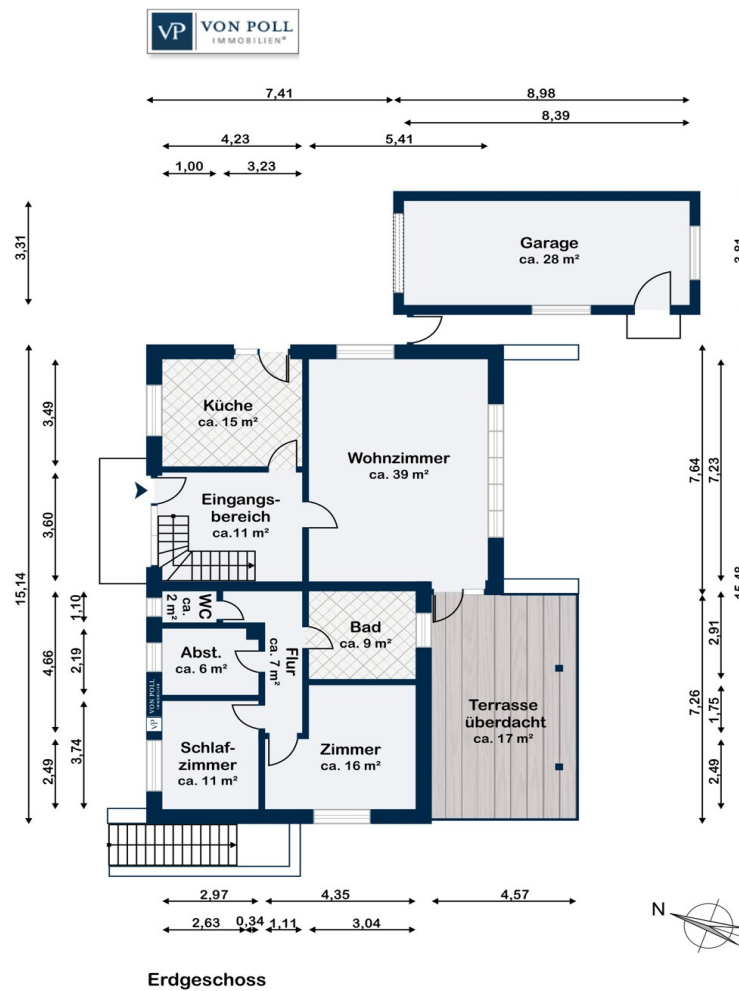 VP VON POLL
IMMOBILIEN®
7,41
8,98
8,39
4,23
5,41
1,00
3,23
3,31
Garage
ca. 28 m²
Küche
ca. 15 m²
3,49
Wohnzimmer
ca. 39 m²
7,64
7,23
Eingangs-
bereich
ca.11 m²
3,60
15,14
WC
ca.
2 m²
1,10
Bad
ca. 9 m²
Flur
ca. 7 m²
Abst.
ca. 6 m²
4,66
2,19
2,91
VP VON POLL
IMMOBILIEN
Terrasse
überdacht
ca. 17 m²
7,26
1,75
Schlaf-
zimmer
ca. 11 m²
Zimmer
ca. 16 m²
2,49
3,74
2,49
2,97
4,35
4,57
2,63
0,34
1,11
3,04
N
Erdgeschoss